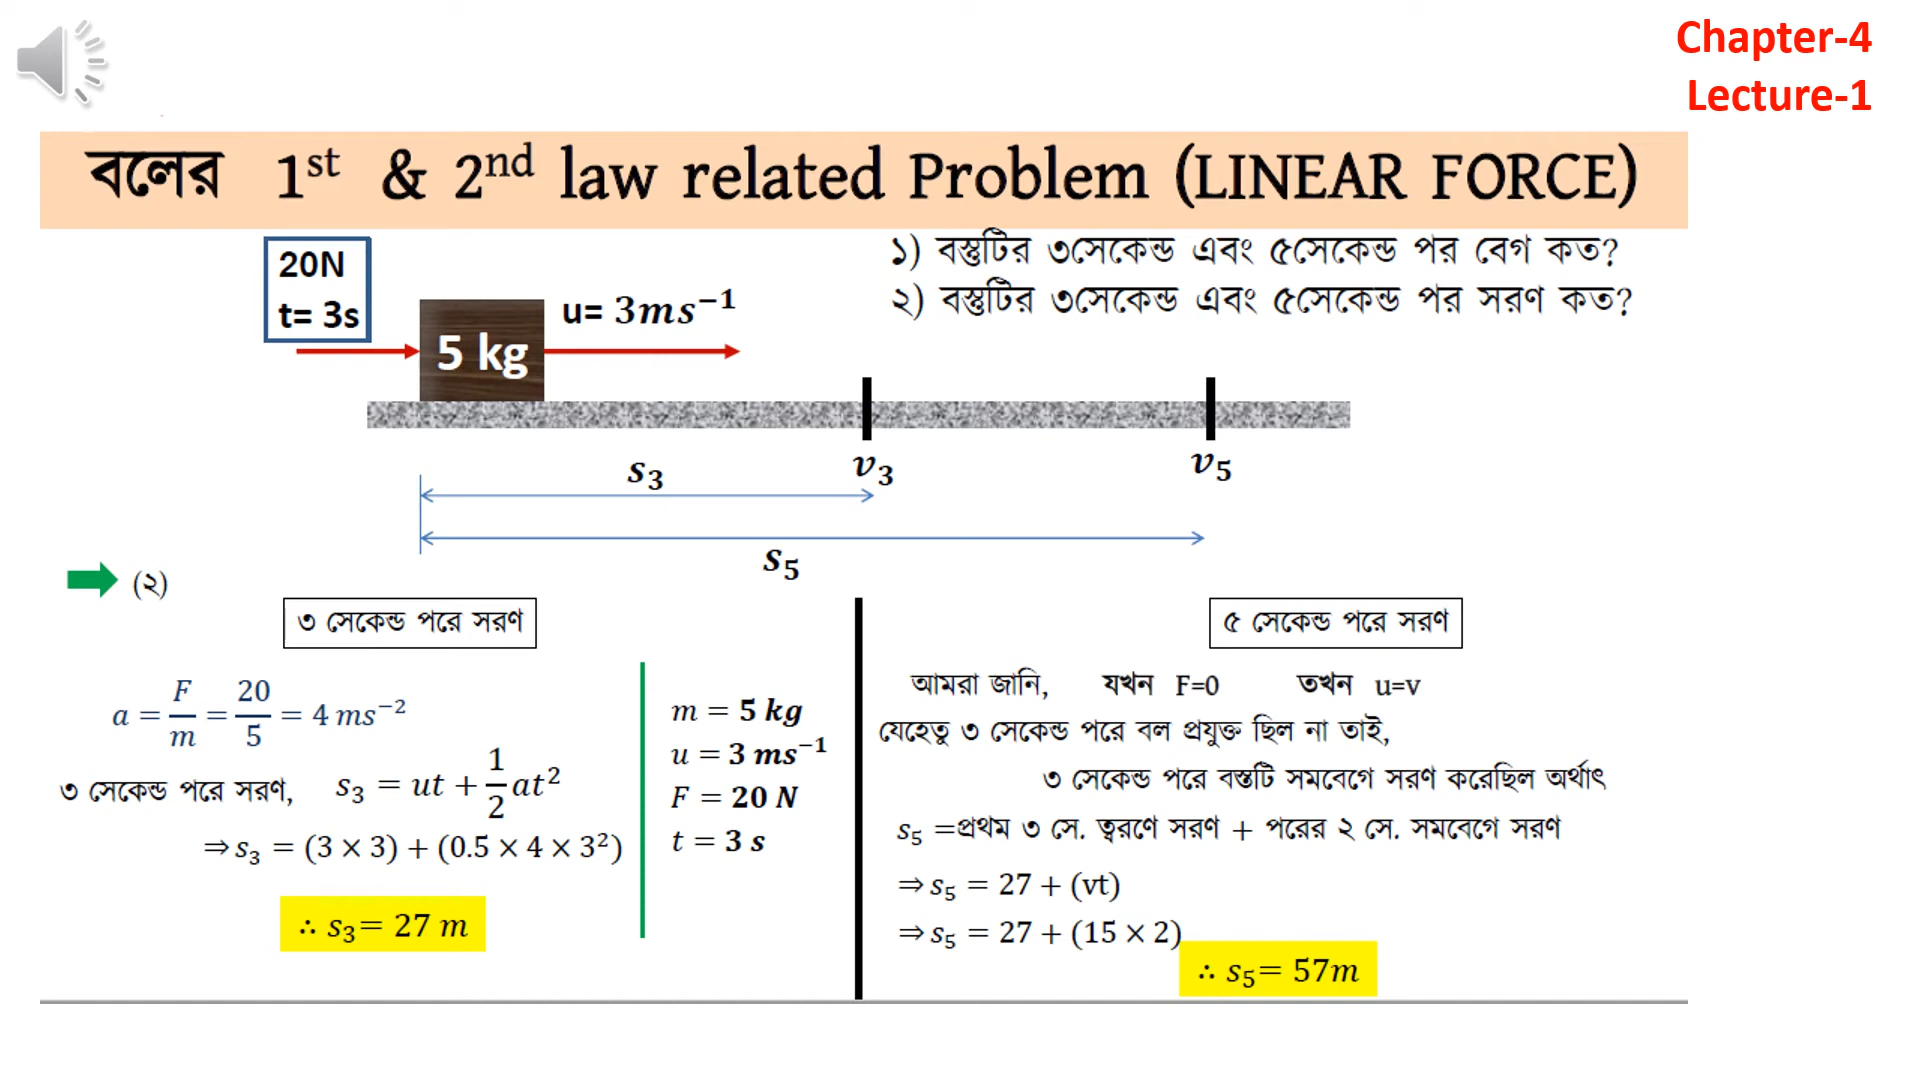 Chapter-4
Lecture-1
বলের 1st & 2nd law related Problem (LINEAR FORCE)
20N
t= 3s
5 kg
u= 3ms⁻¹
১) বস্তুটির ৩সেকেন্ড এবং ৫সেকেন্ড পর বেগ কত?
২) বস্তুটির ৩সেকেন্ড এবং ৫সেকেন্ড পর সরণ কত?
s₃
v₃
v₅
s₅
(২)
৩ সেকেন্ড পরে সরণ
a = F/m = 20/5 = 4 ms⁻²
৩ সেকেন্ড পরে সরণ, s₃ = ut + 1/2 at²
⇒ s₃ = (3 × 3) + (0.5 × 4 × 3²)
∴ s₃= 27 m
m = 5 kg
u = 3 ms⁻¹
F = 20 N
t = 3 s
৫ সেকেন্ড পরে সরণ
আমরা জানি, যখন F=0 তখন u=v
যেহেতু ৩ সেকেন্ড পরে বল প্রযুক্ত ছিল না তাই,
৩ সেকেন্ড পরে বস্তটি সমবেগে সরণ করেছিল অর্থাৎ
s₅ =প্রথম ৩ সে. ত্বরণে সরণ + পরের ২ সে. সমবেগে সরণ
⇒ s₅ = 27 + (vt)
⇒ s₅ = 27 + (15 × 2)
∴ s₅= 57m